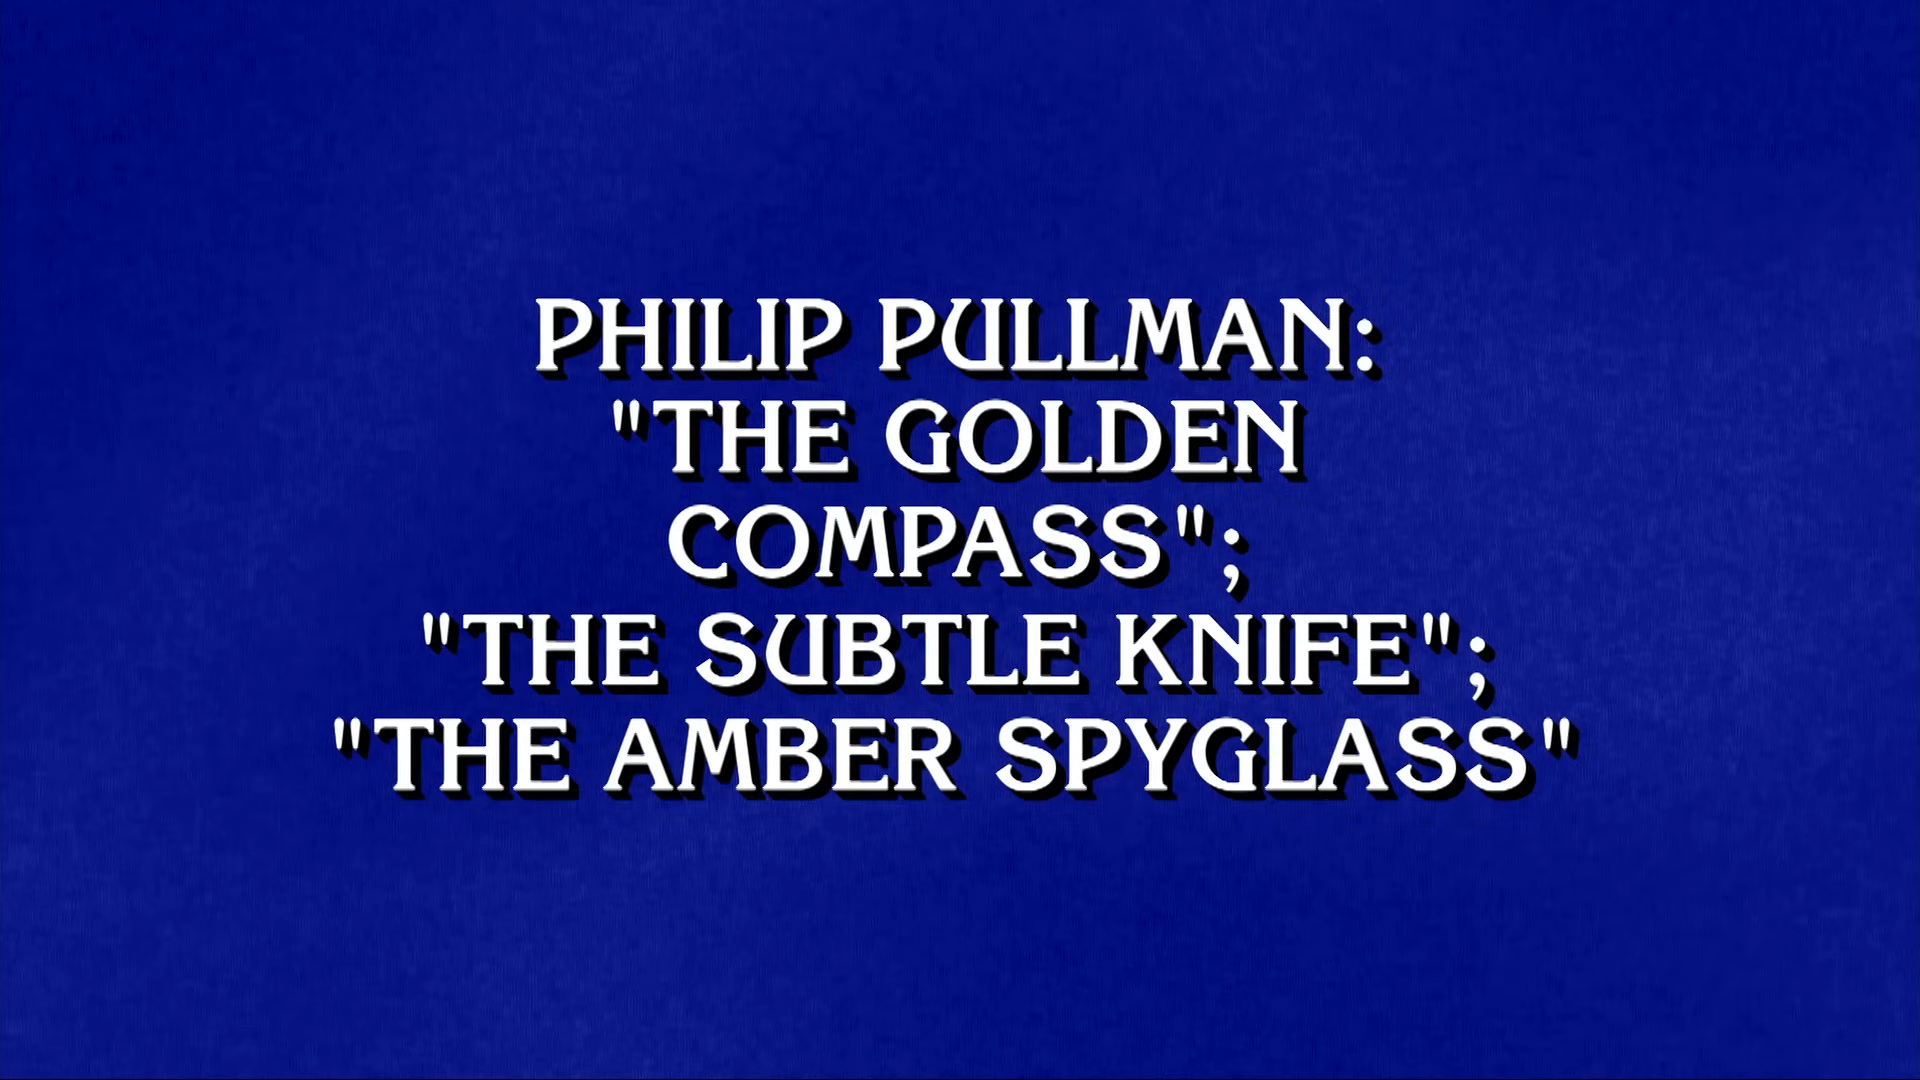 PHILIP PULLMAN:
"THE GOLDEN
COMPASS";
"THE SUBTLE KNIFE";
"THE AMBER SPYGLASS"